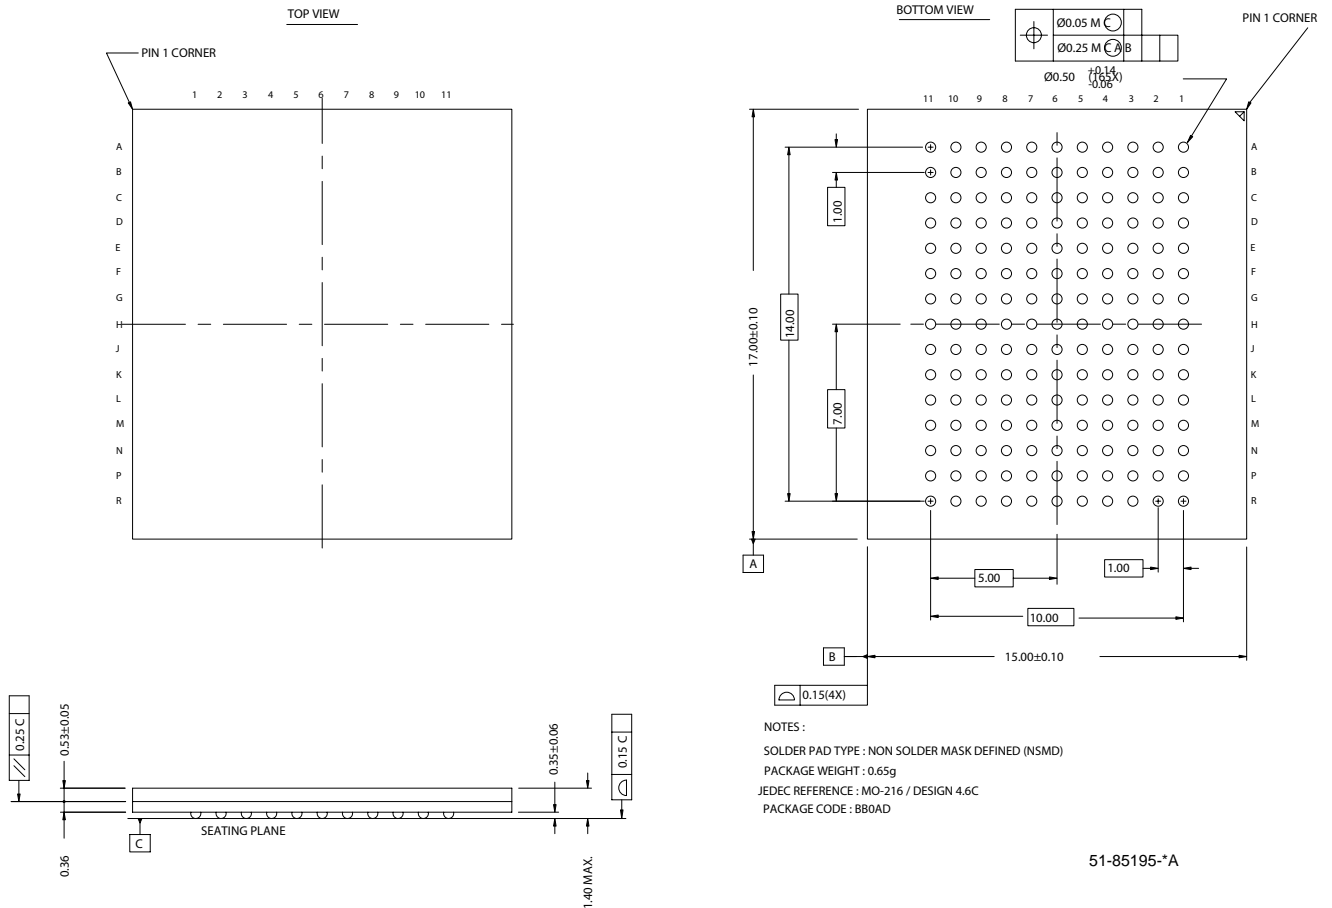 TOP VIEW
PIN 1 CORNER
1 2 3 4 5 6 7 8 9 10 11
A
B
C
D
E
F
G
H
J
K
L
M
N
P
R
BOTTOM VIEW
PIN 1 CORNER
Ø0.05 M C
Ø0.25 M C A B
Ø0.50 +0.14 -0.06 (165X)
11 10 9 8 7 6 5 4 3 2 1
A
B
C
D
E
F
G
H
J
K
L
M
N
P
R
1.00
14.00
7.00
17.00±0.10
A
5.00
1.00
10.00
B
15.00±0.10
0.15(4X)
0.25 C
0.53±0.05
0.35±0.06
0.15 C
SEATING PLANE
C
0.36
1.40 MAX.
NOTES :
SOLDER PAD TYPE : NON SOLDER MASK DEFINED (NSMD)
PACKAGE WEIGHT : 0.65g
JEDEC REFERENCE : MO-216 / DESIGN 4.6C
PACKAGE CODE : BB0AD
51-85195-*A